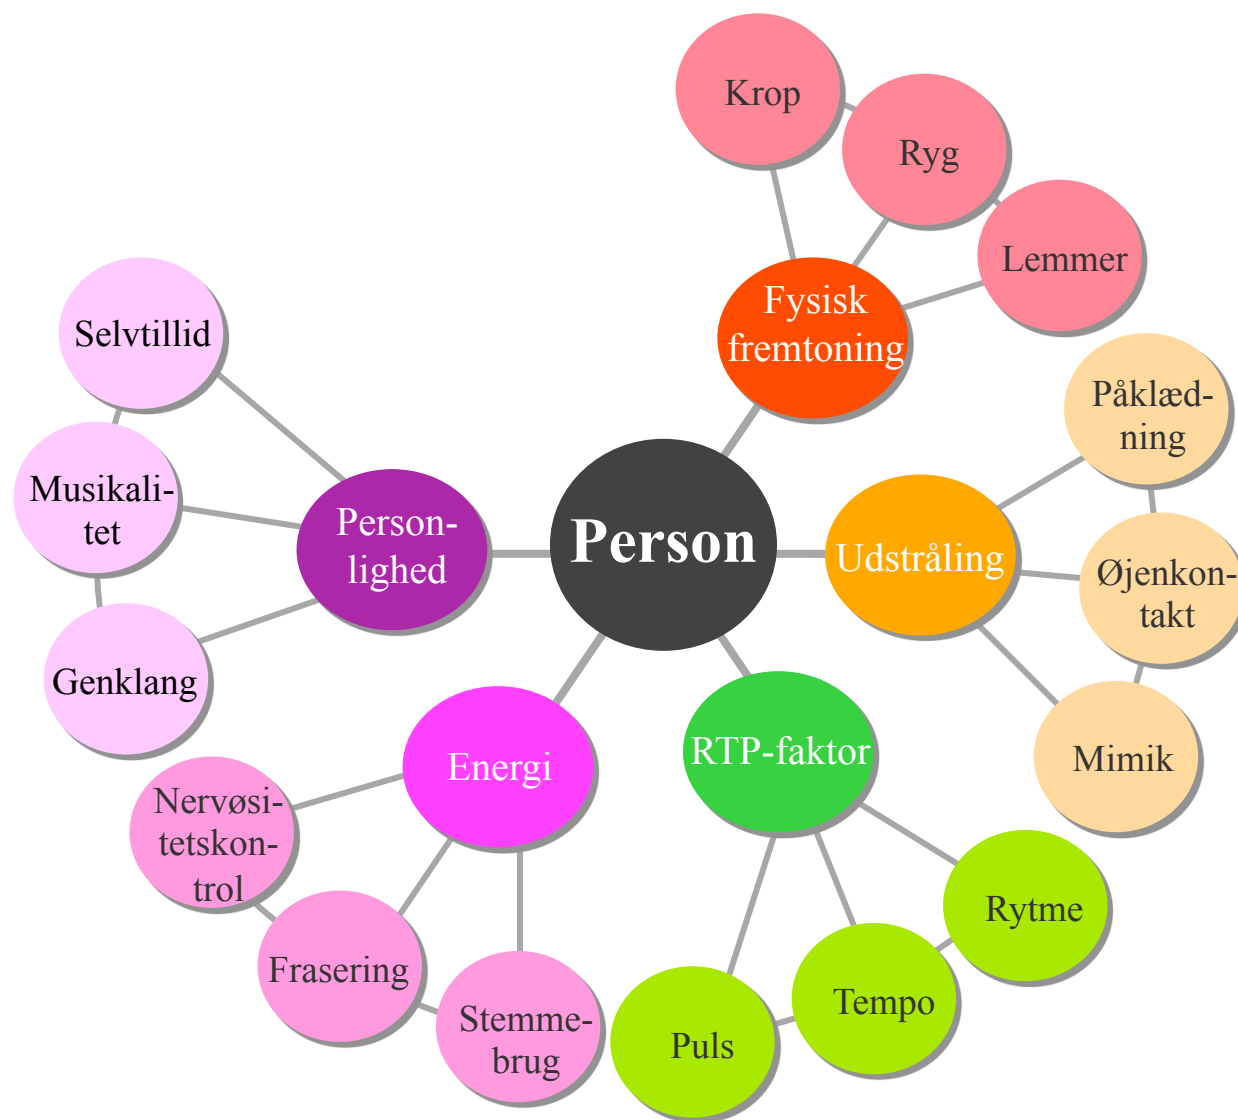 Krop
Ryg
Lemmer
Fysisk
fremtoning
Selvtillid
Musikali-
tet
Genklang
Person-
lighed
Person
Udstråling
Påklæd-
ning
Øjenkon-
takt
Mimik
Energi
Nervøsi-
tetskon-
trol
Frasering
Stemme-
brug
RTP-faktor
Rytme
Tempo
Puls